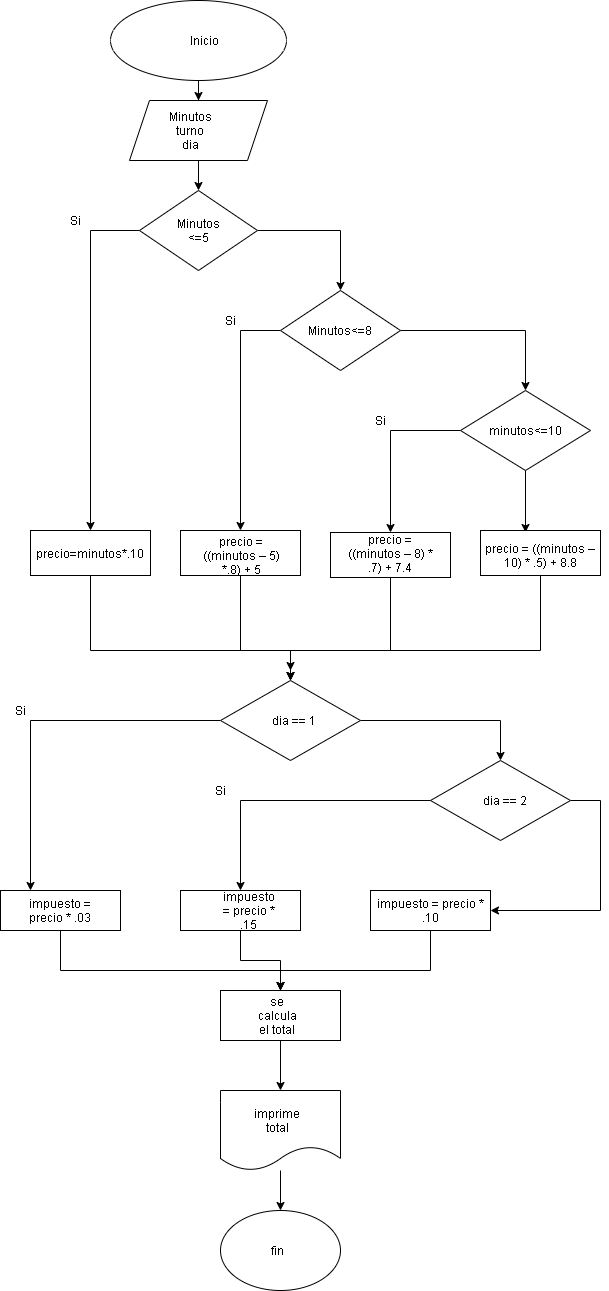 Inicio
Minutos
turno
dia
Si
Minutos
<=5
Si
Minutos<=8
Si
minutos<=10
precio=minutos*.10
precio =
((minutos – 5)
*.8) + 5
precio =
((minutos – 8) *
.7) + 7.4
precio = ((minutos –
10) * .5) + 8.8
Si
dia == 1
Si
dia == 2
impuesto =
precio * .03
impuesto
= precio *
.15
impuesto = precio *
.10
se
calcula
el total
imprime
total
fin